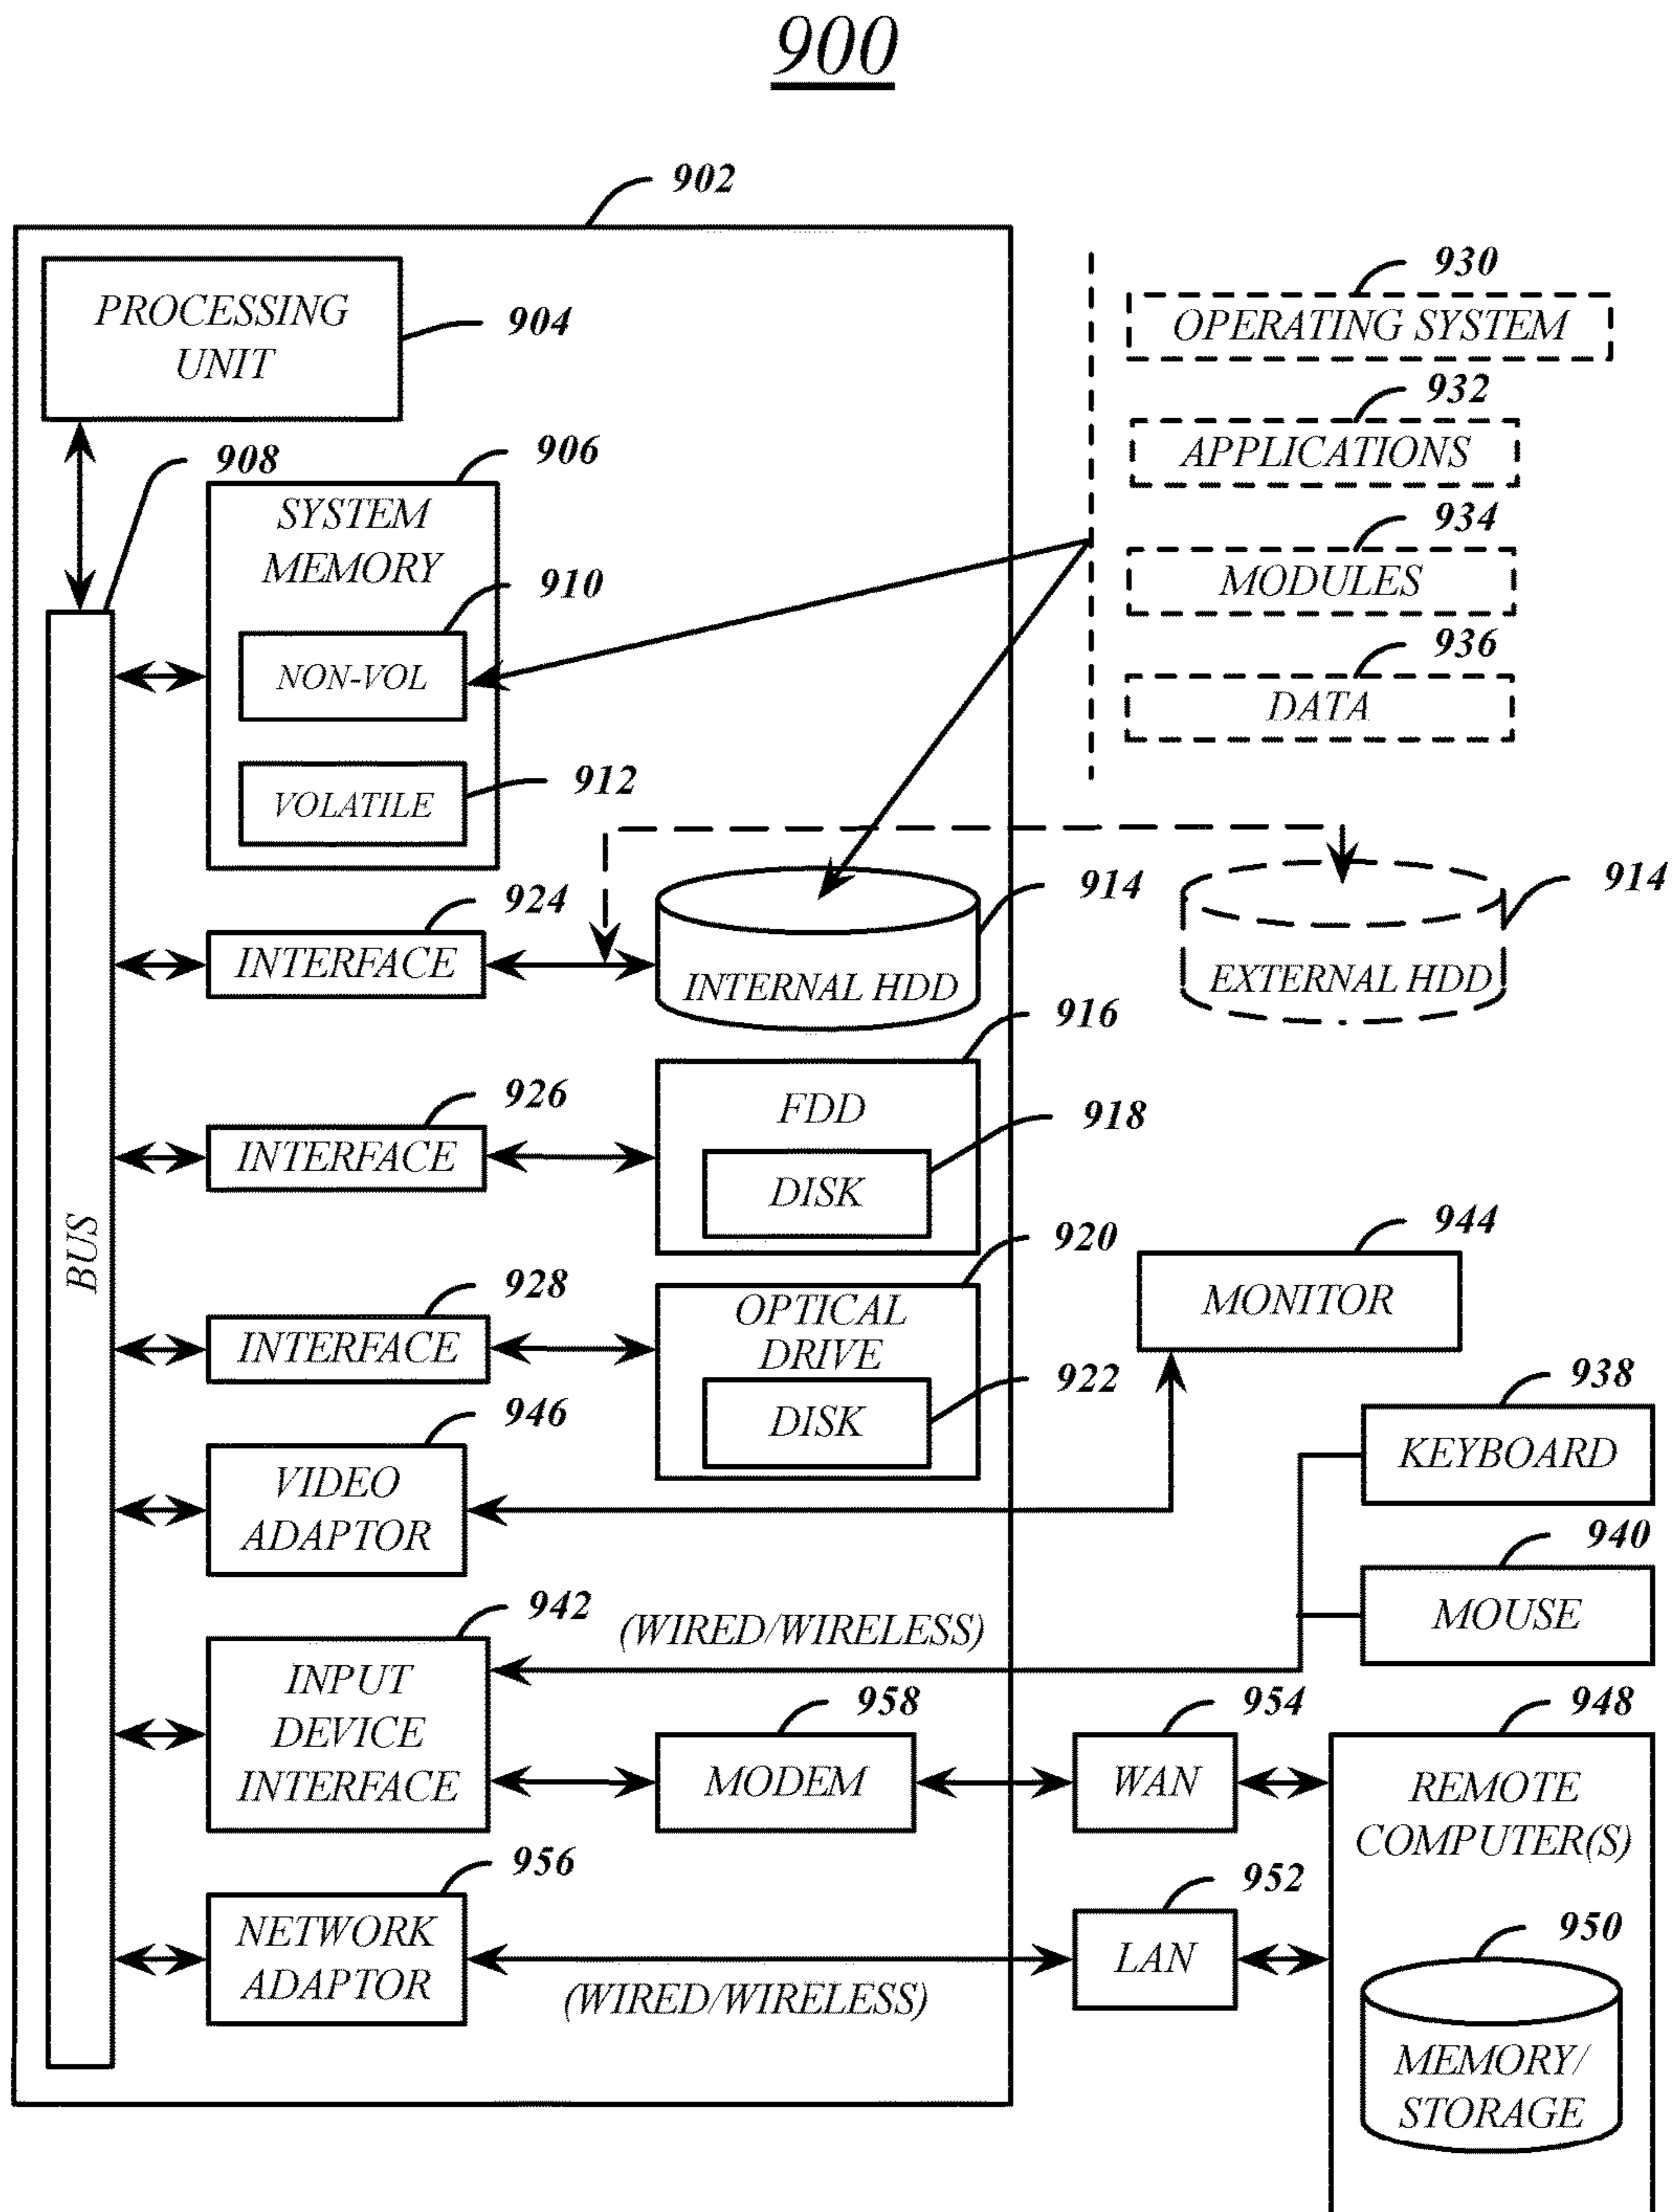 900
902
PROCESSING
UNIT
904
908
906
SYSTEM
MEMORY
910
NON-VOL
912
VOLATILE
930
OPERATING SYSTEM
932
APPLICATIONS
934
MODULES
936
DATA
924
INTERFACE
914
INTERNAL HDD
914
EXTERNAL HDD
926
INTERFACE
916
FDD
918
DISK
BUS
928
INTERFACE
920
OPTICAL
DRIVE
922
DISK
944
MONITOR
946
VIDEO
ADAPTOR
938
KEYBOARD
940
MOUSE
942
INPUT
DEVICE
INTERFACE
(WIRED/WIRELESS)
958
MODEM
954
WAN
948
REMOTE
COMPUTER(S)
956
NETWORK
ADAPTOR
(WIRED/WIRELESS)
952
LAN
950
MEMORY/
STORAGE